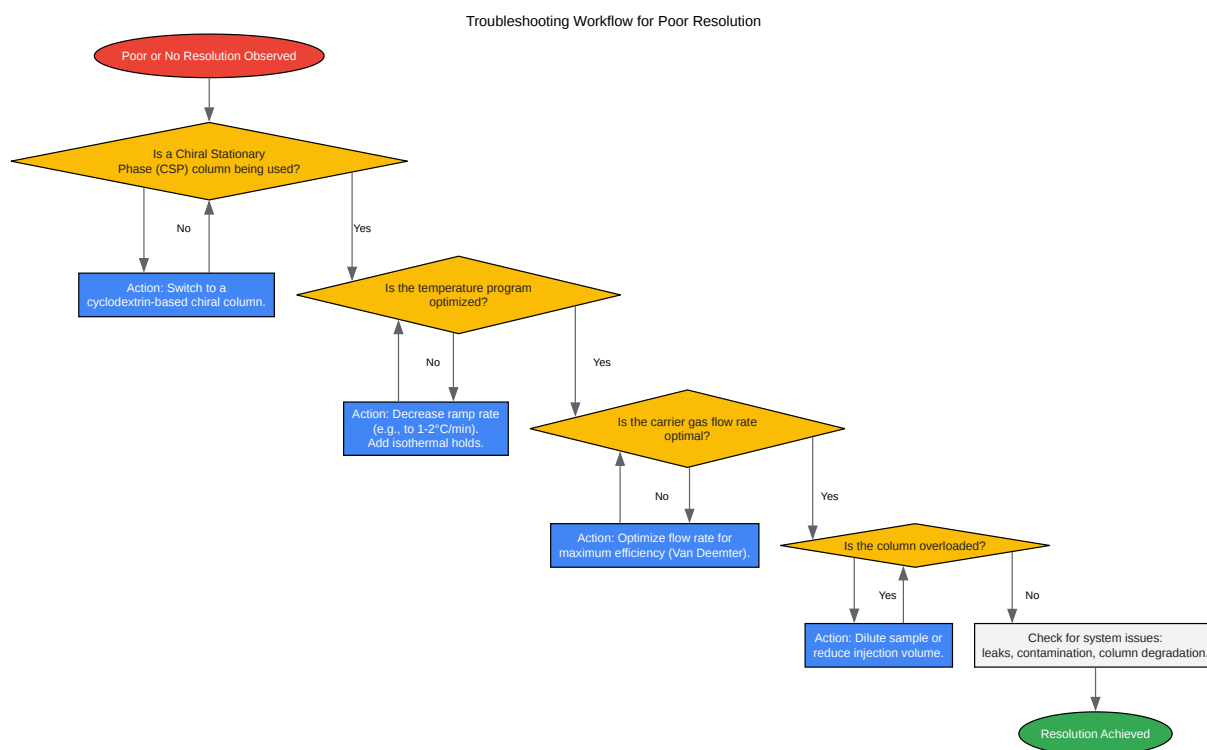 Troubleshooting Workflow for Poor Resolution
Poor or No Resolution Observed
Is a Chiral Stationary
Phase (CSP) column being used?
No
Yes
Action: Switch to a
cyclodextrin-based chiral column.
Is the temperature program
optimized?
No
Yes
Action: Decrease ramp rate
(e.g., to 1-2°C/min).
Add isothermal holds.
Is the carrier gas flow rate
optimal?
No
Yes
Action: Optimize flow rate for
maximum efficiency (Van Deemter).
Is the column overloaded?
Yes
No
Action: Dilute sample or
reduce injection volume.
Check for system issues:
leaks, contamination, column degradation.
Resolution Achieved